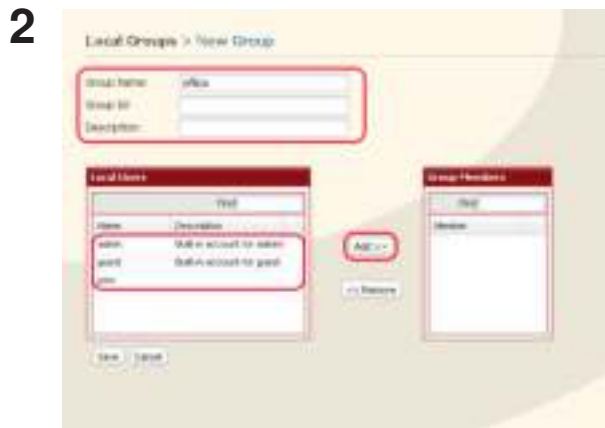 2
Local Groups > New Group
Group Name office
Group ID
Description
Local Users
Find
Name Description
admin Built-in account for admin
guest Built-in account for guest
Add >>
<< Remove
Group Members
Find
Member
Save Cancel